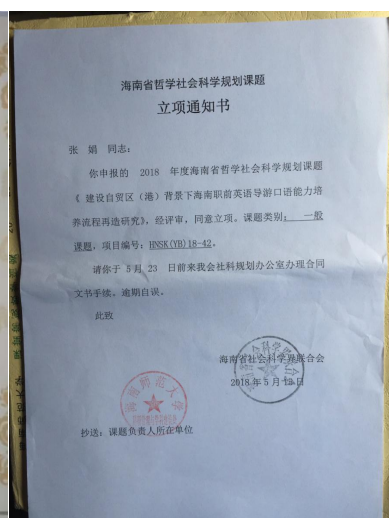 海南省哲学社会科学规划课题
立项通知书
张 娟 同志:
你申报的 2018 年度海南省哲学社会科学规划课题
《 建设自贸区(港)背景下海南职前英语导游口语能力培
养流程再造研究》,经评审,同意立项。课题类别: 一般
课题,项目编号:HNSK(YB)18-42。
请你于 5 月 23 日前来我会社科规划办公室办理合同
文书手续。逾期自误。
此致
海南省社会科学界联合会
2018 年 5 月 18 日
海南师范大学
抄送:课题负责人所在单位